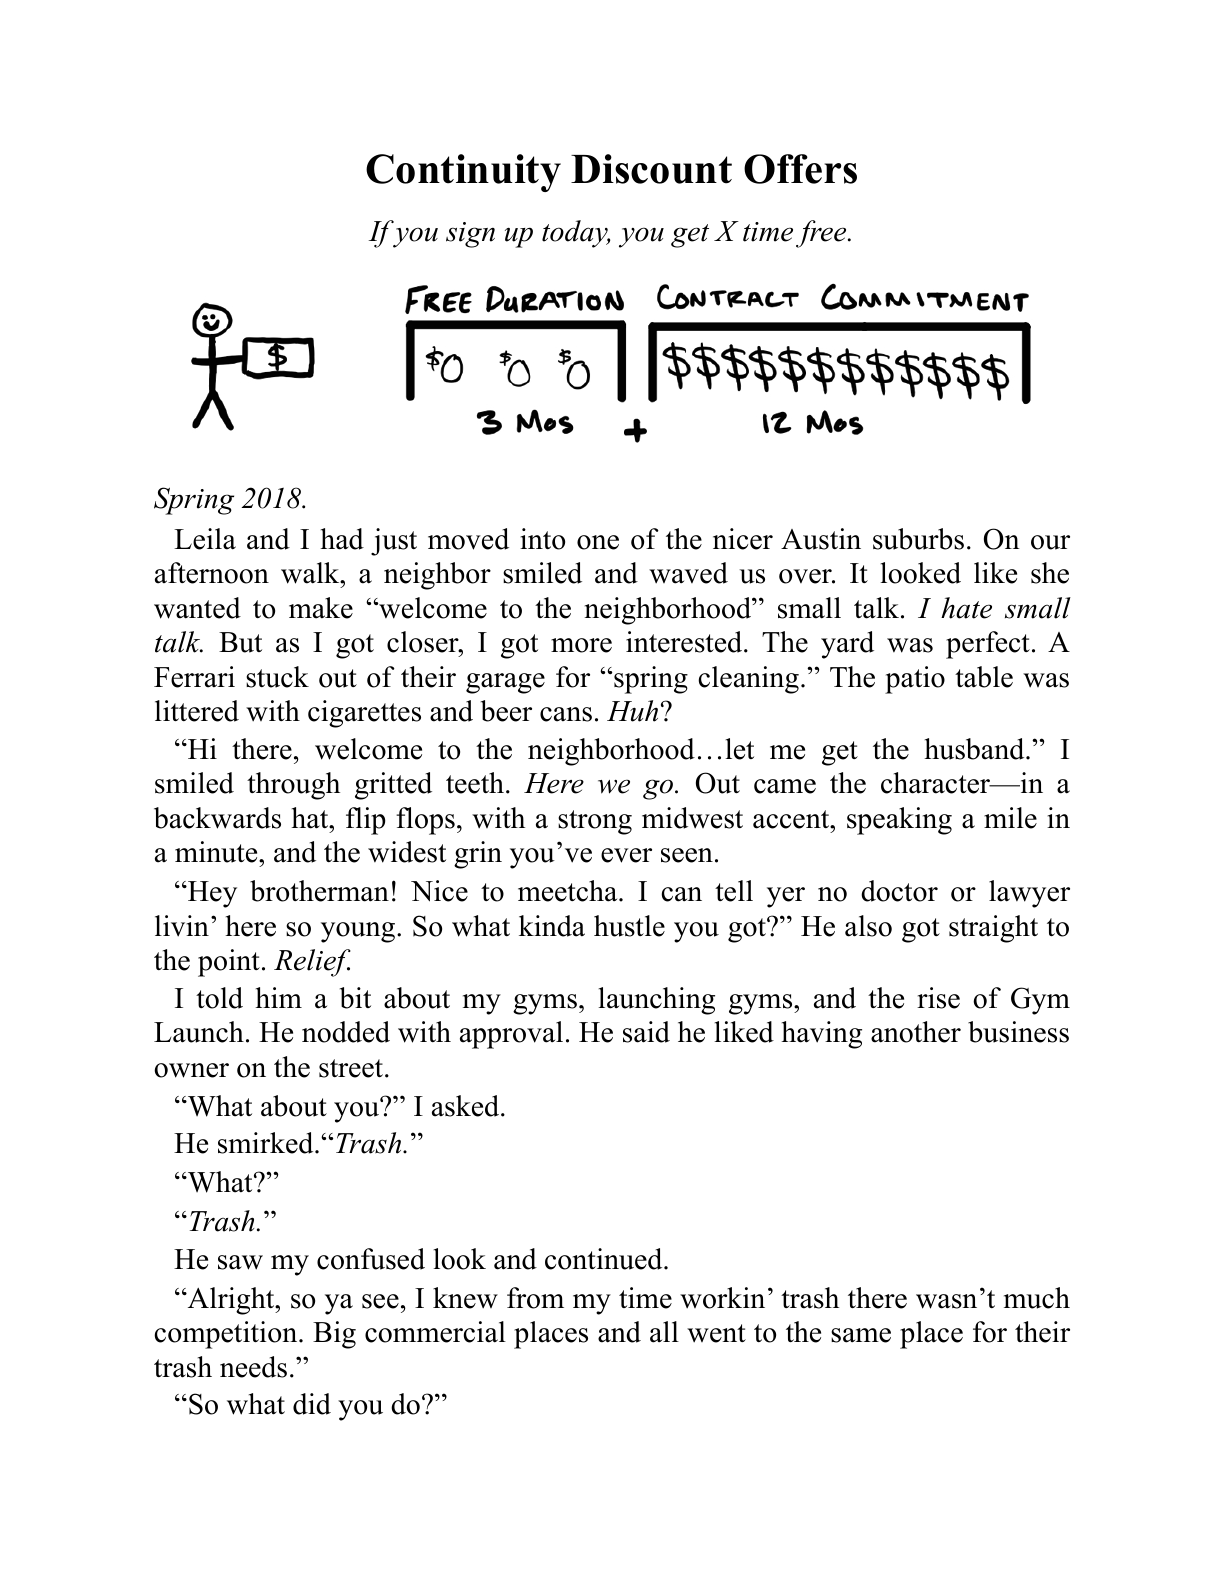 Continuity Discount Offers
If you sign up today, you get X time free.
FREE DURATION CONTRACT COMMITMENT
$ $0 $0 $0 $$$$$$$$$$$$
3 Mos + 12 Mos
Spring 2018.
Leila and I had just moved into one of the nicer Austin suburbs. On our
afternoon walk, a neighbor smiled and waved us over. It looked like she
wanted to make “welcome to the neighborhood” small talk. I hate small
talk. But as I got closer, I got more interested. The yard was perfect. A
Ferrari stuck out of their garage for “spring cleaning.” The patio table was
littered with cigarettes and beer cans. Huh?
“Hi there, welcome to the neighborhood…let me get the husband.” I
smiled through gritted teeth. Here we go. Out came the character—in a
backwards hat, flip flops, with a strong midwest accent, speaking a mile in
a minute, and the widest grin you’ve ever seen.
“Hey brotherman! Nice to meetcha. I can tell yer no doctor or lawyer
livin’ here so young. So what kinda hustle you got?” He also got straight to
the point. Relief.
I told him a bit about my gyms, launching gyms, and the rise of Gym
Launch. He nodded with approval. He said he liked having another business
owner on the street.
“What about you?” I asked.
He smirked.“Trash.”
“What?”
“Trash.”
He saw my confused look and continued.
“Alright, so ya see, I knew from my time workin’ trash there wasn’t much
competition. Big commercial places and all went to the same place for their
trash needs.”
“So what did you do?”